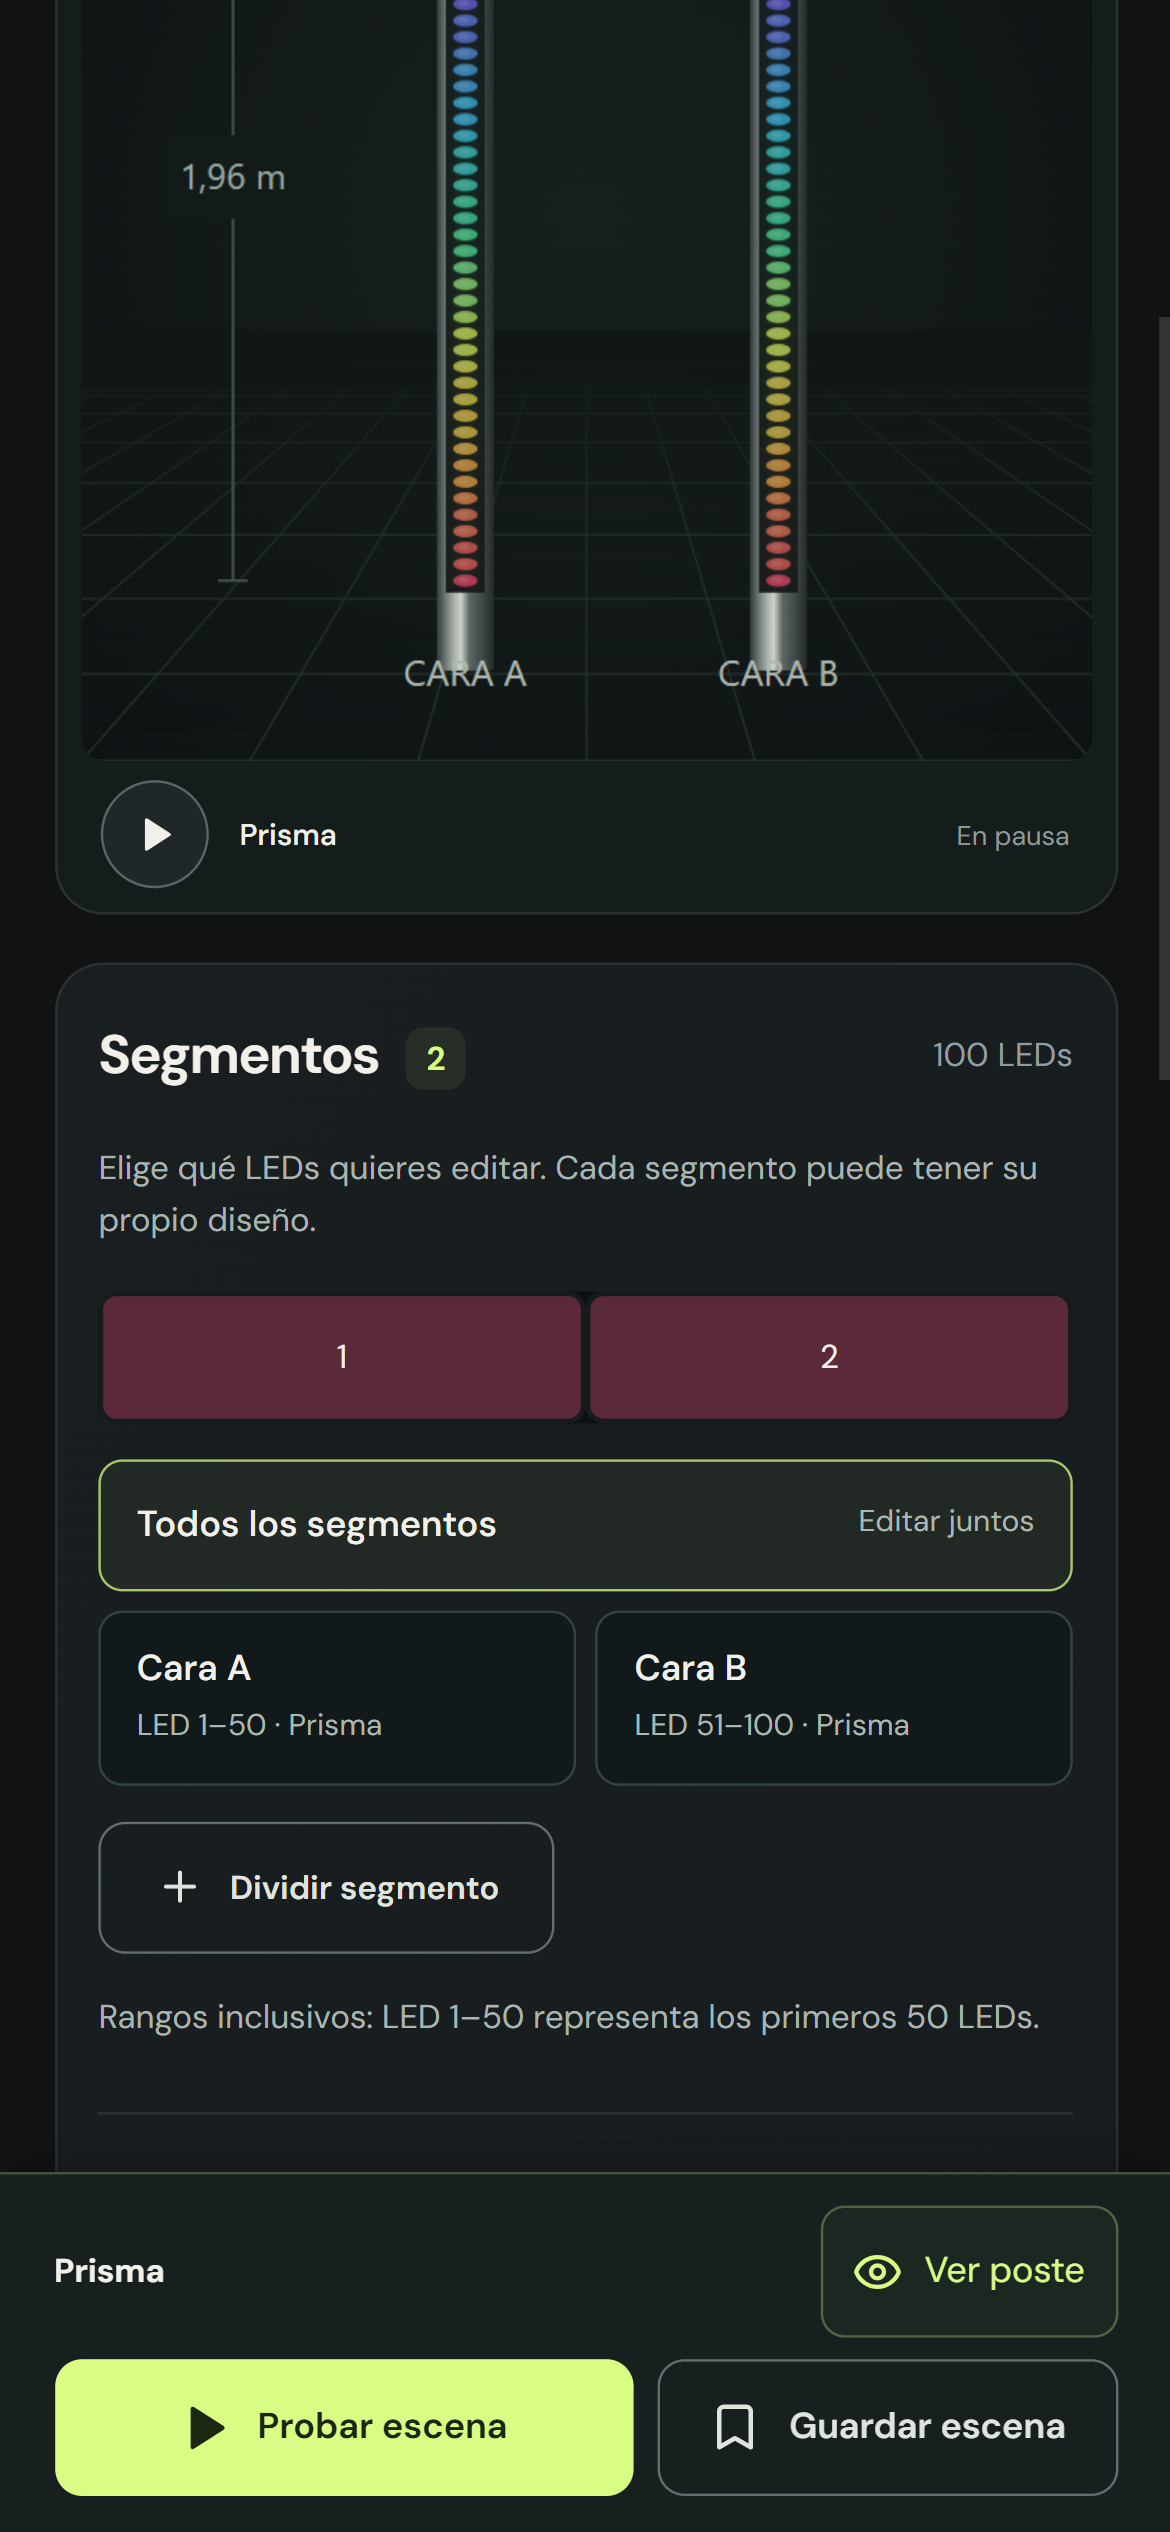 1,96 m
CARA A
CARA B
Prisma
En pausa
Segmentos 2
100 LEDs
Elige qué LEDs quieres editar. Cada segmento puede tener su
propio diseño.
1
2
Todos los segmentos
Editar juntos
Cara A
LED 1–50 · Prisma
Cara B
LED 51–100 · Prisma
Dividir segmento
Rangos inclusivos: LED 1–50 representa los primeros 50 LEDs.
Prisma
Ver poste
Probar escena
Guardar escena